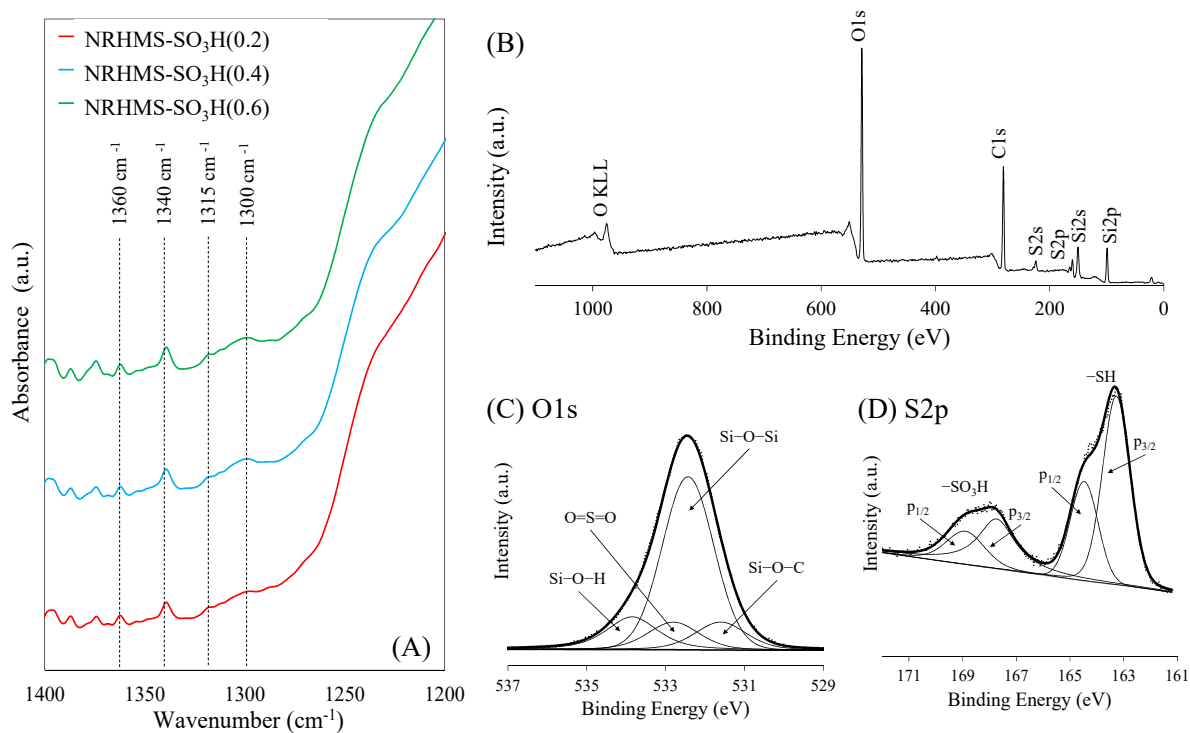 NRHMS-SO₃H(0.2)
NRHMS-SO₃H(0.4)
NRHMS-SO₃H(0.6)
1360 cm⁻¹
1340 cm⁻¹
1315 cm⁻¹
1300 cm⁻¹
Absorbance (a.u.)
(A)
1400 1350 1300 1250 1200
Wavenumber (cm⁻¹)
(B)
Intensity (a.u.)
O KLL
O1s
C1s
S2s
S2p
Si2s
Si2p
1000 800 600 400 200 0
Binding Energy (eV)
(C) O1s
Intensity (a.u.)
Si−O−Si
O=S=O
Si−O−H
Si−O−C
537 535 533 531 529
Binding Energy (eV)
(D) S2p
Intensity (a.u.)
−SH
p₃/₂
p₁/₂
−SO₃H
p₁/₂
p₃/₂
171 169 167 165 163 161
Binding Energy (eV)